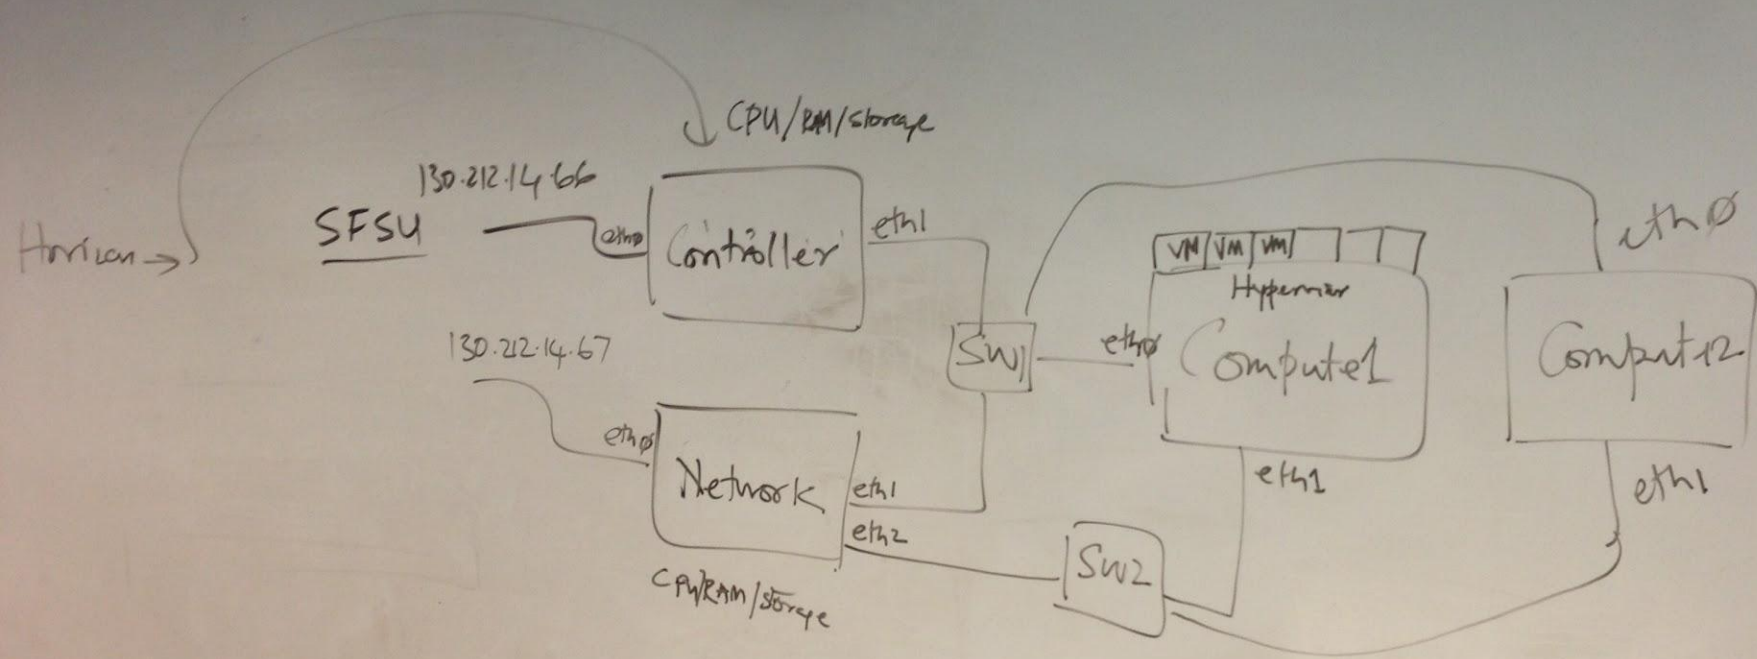 CPU/RAM/storage
130.212.14.66
SFSU
Horizon
eth0
Controller
eth1
eth0
VM VM VM
Hypervisor
130.212.14.67
SW1
eth0
Compute1
Compute2
eth0
Network
eth1
eth2
eth1
eth1
SW2
CPU/RAM/storage